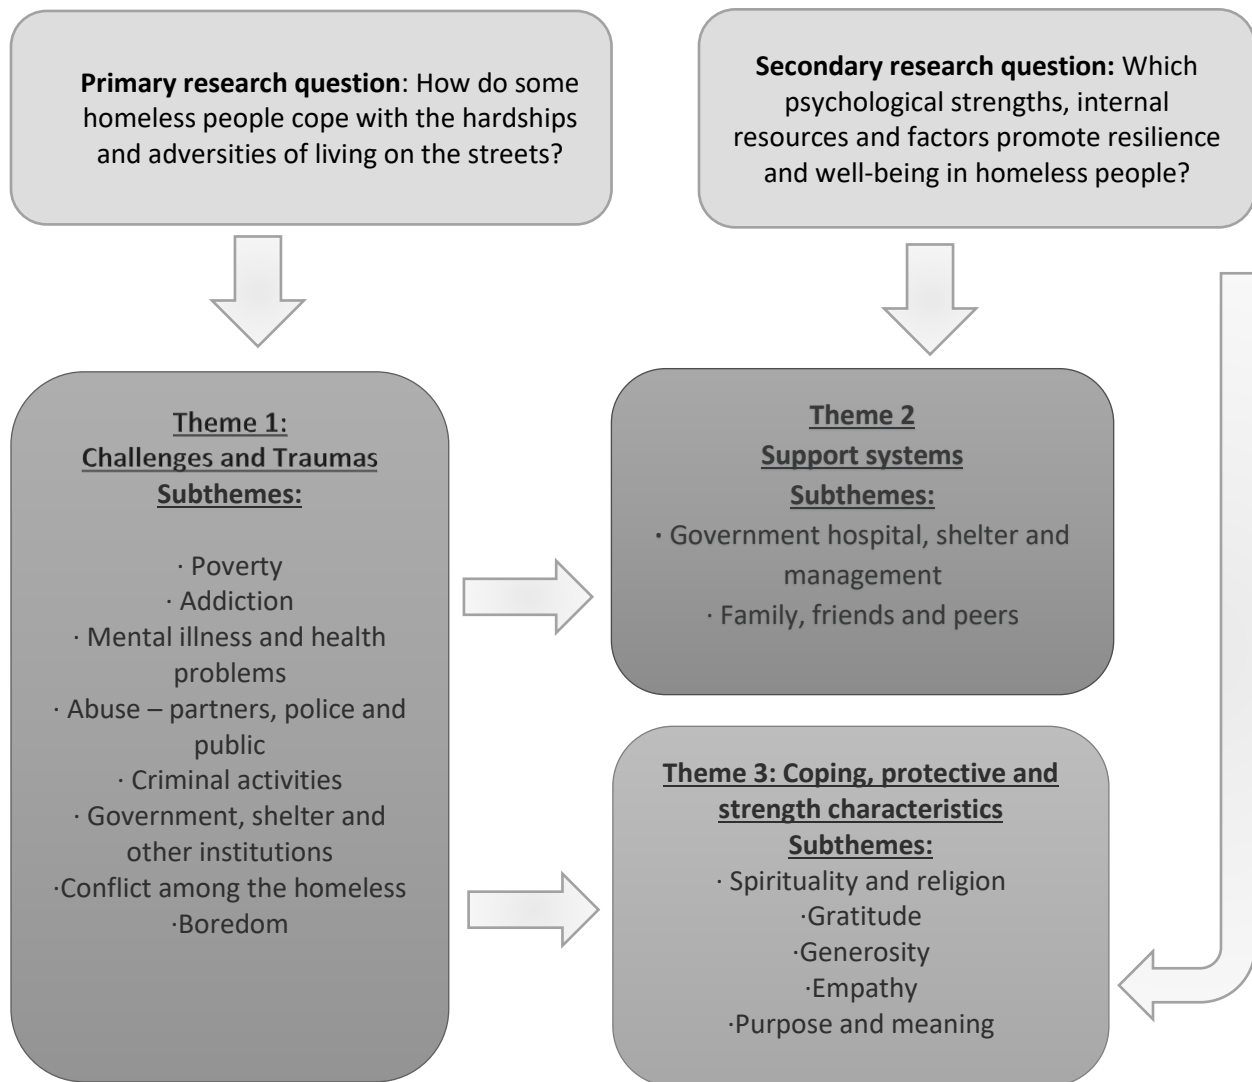 Primary research question: How do some
homeless people cope with the hardships
and adversities of living on the streets?
Secondary research question: Which
psychological strengths, internal
resources and factors promote resilience
and well-being in homeless people?
Theme 1:
Challenges and Traumas
Subthemes:
· Poverty
· Addiction
· Mental illness and health
problems
· Abuse – partners, police and
public
· Criminal activities
· Government, shelter and
other institutions
·Conflict among the homeless
·Boredom
Theme 2
Support systems
Subthemes:
· Government hospital, shelter and
management
· Family, friends and peers
Theme 3: Coping, protective and
strength characteristics
Subthemes:
· Spirituality and religion
·Gratitude
·Generosity
·Empathy
·Purpose and meaning